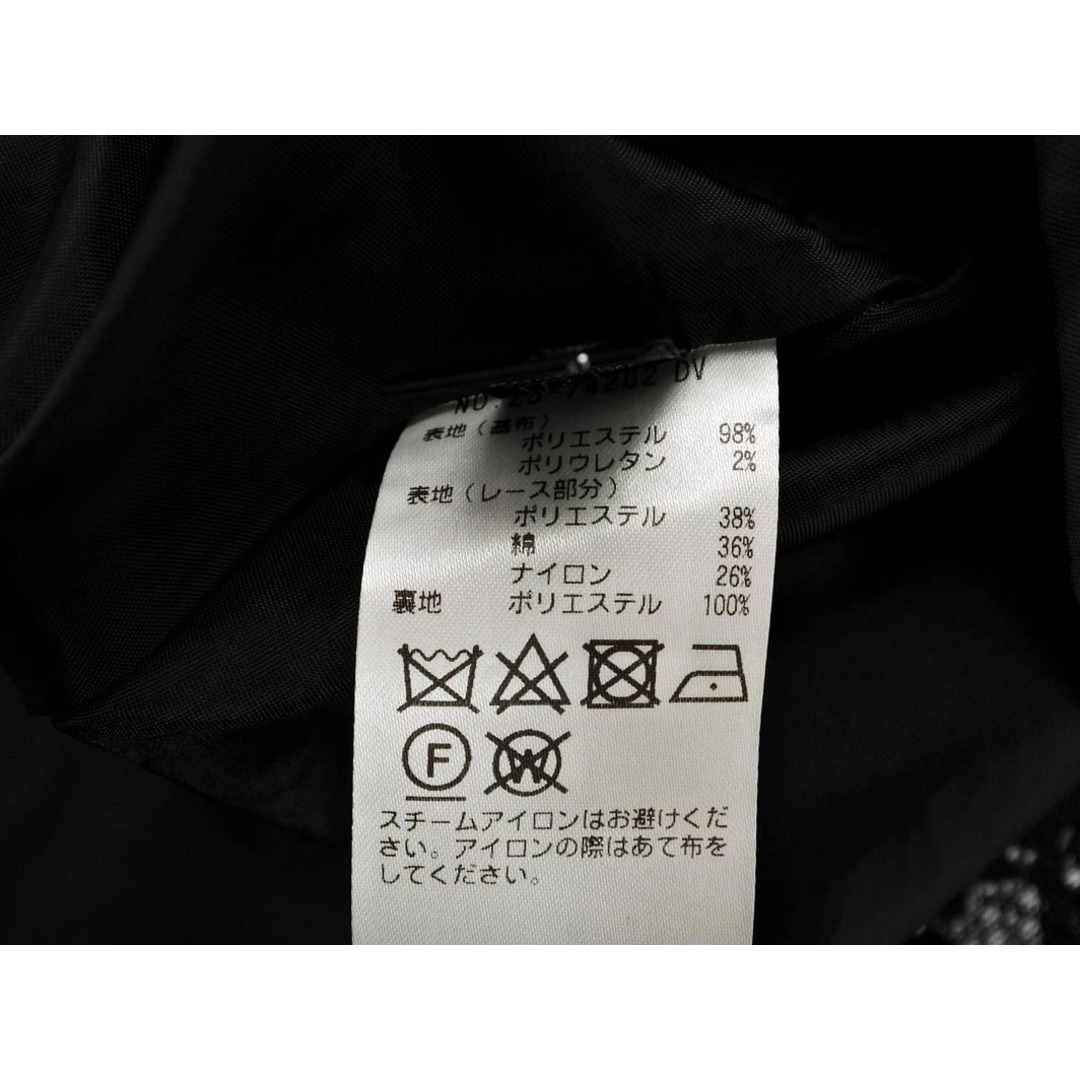 NO.23-74202 DV
表地(基布)
ポリエステル 98%
ポリウレタン 2%
表地(レース部分)
ポリエステル 38%
綿 36%
ナイロン 26%
裏地 ポリエステル 100%
F W
スチームアイロンはお避けくだ
さい。アイロンの際はあて布を
してください。